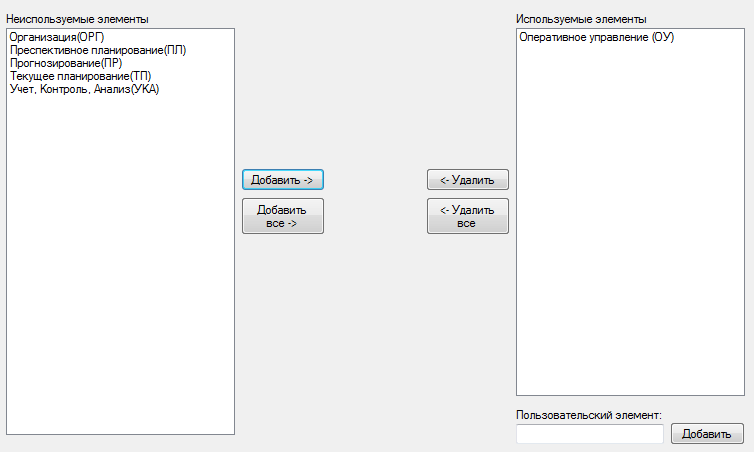 Неиспользуемые элементы
Организация(ОРГ)
Преспективное планирование(ПЛ)
Прогнозирование(ПР)
Текущее планирование(ТП)
Учет, Контроль, Анализ(УКА)
Добавить ->
Добавить
все ->
<- Удалить
<- Удалить
все
Используемые элементы
Оперативное управление (ОУ)
Пользовательский элемент:
Добавить